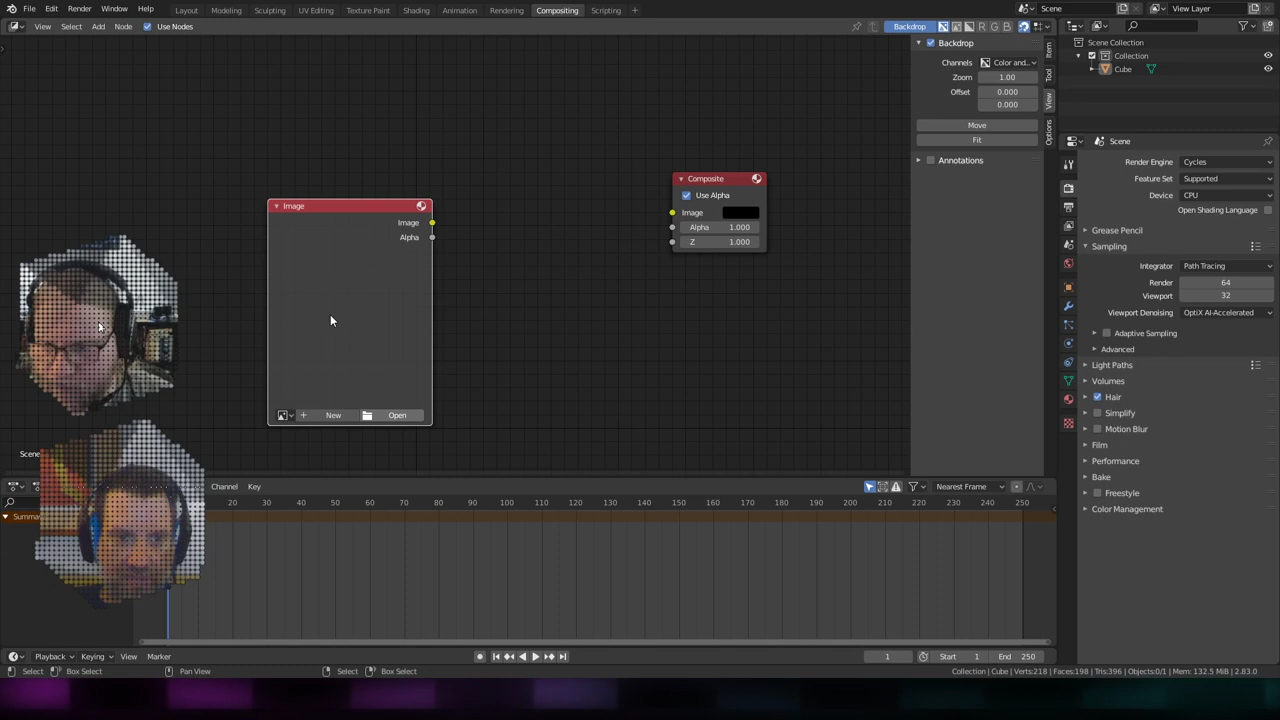 File Edit Render Window Help
Layout Modeling Sculpting UV Editing Texture Paint Shading Animation Rendering Compositing Scripting +
Scene
View Layer
View Select Add Node Use Nodes
Backdrop
R G B
Backdrop
Channels Color and...
Zoom 1.00
Offset 0.000
0.000
Move
Fit
Annotations
Item
Tool
View
Options
Image
Image
Alpha
+ New Open
Composite
Use Alpha
Image
Alpha 1.000
Z 1.000
Scene
Scene Collection
Collection
Cube
Scene
Render Engine Cycles
Feature Set Supported
Device CPU
Open Shading Language
Grease Pencil
Sampling
Integrator Path Tracing
Render 64
Viewport 32
Viewport Denoising OptiX AI-Accelerated
Adaptive Sampling
Advanced
Light Paths
Volumes
Hair
Simplify
Motion Blur
Film
Performance
Bake
Freestyle
Color Management
Channel Key
Nearest Frame
20 30 40 50 60 70 80 90 100 110 120 130 140 150 160 170 180 190 200 210 220 230 240 250
Summa
Playback Keying View Marker
1
Start 1
End 250
Select Box Select Pan View Select Box Select
Collection | Cube | Verts:218 | Faces:198 | Tris:396 | Objects:0/1 | Mem: 132.5 MiB | 2.83.0